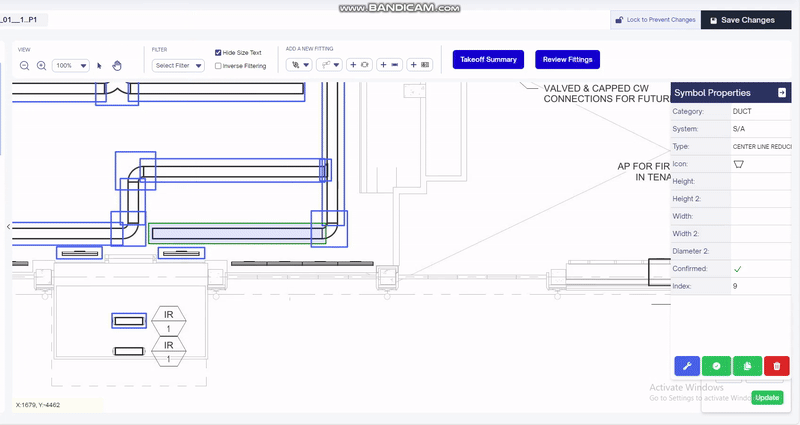 www.BANDICAM.com
_01__1..P1
Lock to Prevent Changes
Save Changes
VIEW
FILTER
Hide Size Text
ADD A NEW FITTING
100%
Select Filter
Inverse Filtering
Takeoff Summary
Review Fittings
VALVED & CAPPED CW
CONNECTIONS FOR FUTUR
AP FOR FIR
IN TENA
Symbol Properties
Category: DUCT
System: S/A
Type: CENTER LINE REDUC
Icon:
Height:
Height 2:
Width:
Width 2:
Diameter 2:
Confirmed:
Index: 9
IR
1
IR
1
Activate Windows
Go to Settings to activate Windo
Update
X:1679, Y:-4462